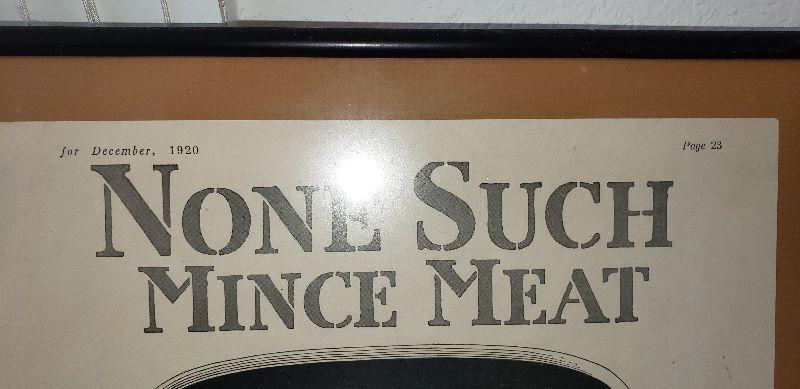 for December, 1920
Page 23
NONE SUCH
MINCE MEAT